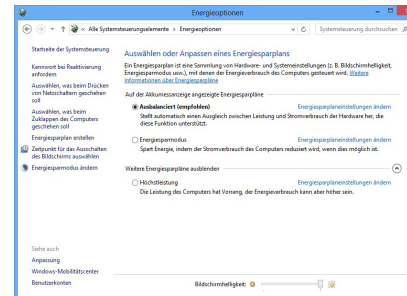 Energieoptionen
« Alle Systemsteuerungselemente › Energieoptionen
Systemsteuerung durchsuchen
Startseite der Systemsteuerung
Kennwort bei Reaktivierung
anfordern
Auswählen, was beim Drücken
von Netzschaltern geschehen
soll
Auswählen, was beim
Zuklappen des Computers
geschehen soll
Energiesparplan erstellen
Zeitpunkt für das Ausschalten
des Bildschirms auswählen
Energiesparmodus ändern
Auswählen oder Anpassen eines Energiesparplans
Ein Energiesparplan ist eine Sammlung von Hardware- und Systemeinstellungen (z. B. Bildschirmhelligkeit,
Energiesparmodus usw.), mit denen der Energieverbrauch des Computers gesteuert wird. Weitere
Informationen über Energiesparpläne
Auf der Akkumessanzeige angezeigte Energiesparpläne
Ausbalanciert (empfohlen) Energiesparplaneinstellungen ändern
Stellt automatisch einen Ausgleich zwischen Leistung und Stromverbrauch der Hardware her, die
diese Funktion unterstützt.
Energiesparmodus Energiesparplaneinstellungen ändern
Spart Energie, indem der Stromverbrauch des Computers reduziert wird, wenn dies möglich ist.
Weitere Energiesparpläne ausblenden
Höchstleistung Energiesparplaneinstellungen ändern
Die Leistung des Computers hat Vorrang, der Energieverbrauch kann aber höher sein.
Siehe auch
Anpassung
Windows-Mobilitätscenter
Benutzerkonten
Bildschirmhelligkeit: